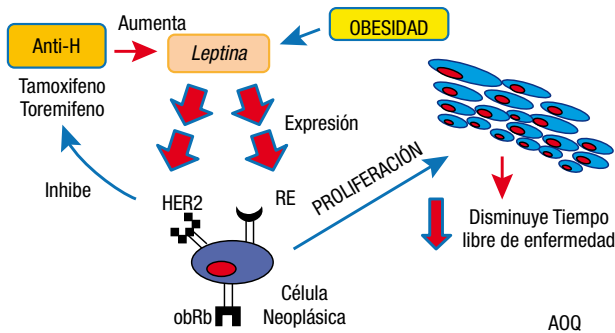 Anti-H
Aumenta
Leptina
OBESIDAD
Tamoxifeno
Toremifeno
Expresión
Inhibe
HER2
RE
PROLIFERACIÓN
Disminuye Tiempo
libre de enfermedad
Célula
Neoplásica
obRb
AOQ